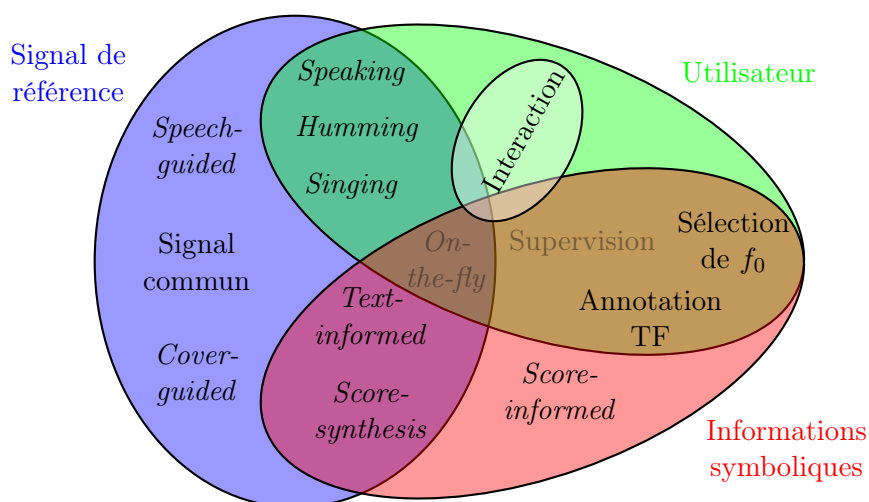 Signal de
référence
Utilisateur
Informations
symboliques
Speaking
Humming
Singing
Speech-
guided
Signal
commun
Cover-
guided
Interaction
On-
the-fly
Supervision
Sélection
de f₀
Annotation
TF
Text-
informed
Score-
synthesis
Score-
informed